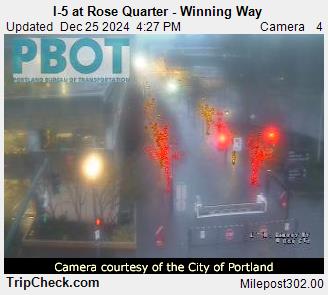 I-5 at Rose Quarter - Winning Way
Updated Dec 25 2024 4:27 PM Camera 4
PBOT
PORTLAND BUREAU OF TRANSPORTATION
Camera courtesy of the City of Portland
TripCheck.com Milepost302.00